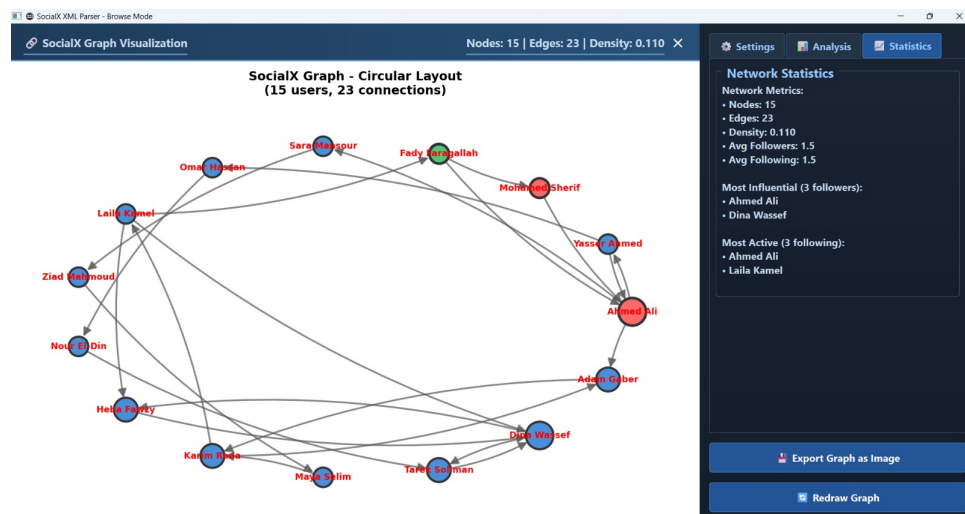 SocialX XML Parser - Browse Mode
SocialX Graph Visualization
Nodes: 15 | Edges: 23 | Density: 0.110
SocialX Graph - Circular Layout
(15 users, 23 connections)
Sara Mansour
Fady Faragallah
Omar Hassan
Mohamed Sherif
Laila Kamel
Yasser Ahmed
Ziad Mahmoud
Ahmed Ali
Nour El-Din
Adam Gaber
Heba Fawzy
Dina Wassef
Karim Reda
Tarek Soliman
Maya Selim
Settings
Analysis
Statistics
Network Statistics
Network Metrics:
• Nodes: 15
• Edges: 23
• Density: 0.110
• Avg Followers: 1.5
• Avg Following: 1.5
Most Influential (3 followers):
• Ahmed Ali
• Dina Wassef
Most Active (3 following):
• Ahmed Ali
• Laila Kamel
Export Graph as Image
Redraw Graph